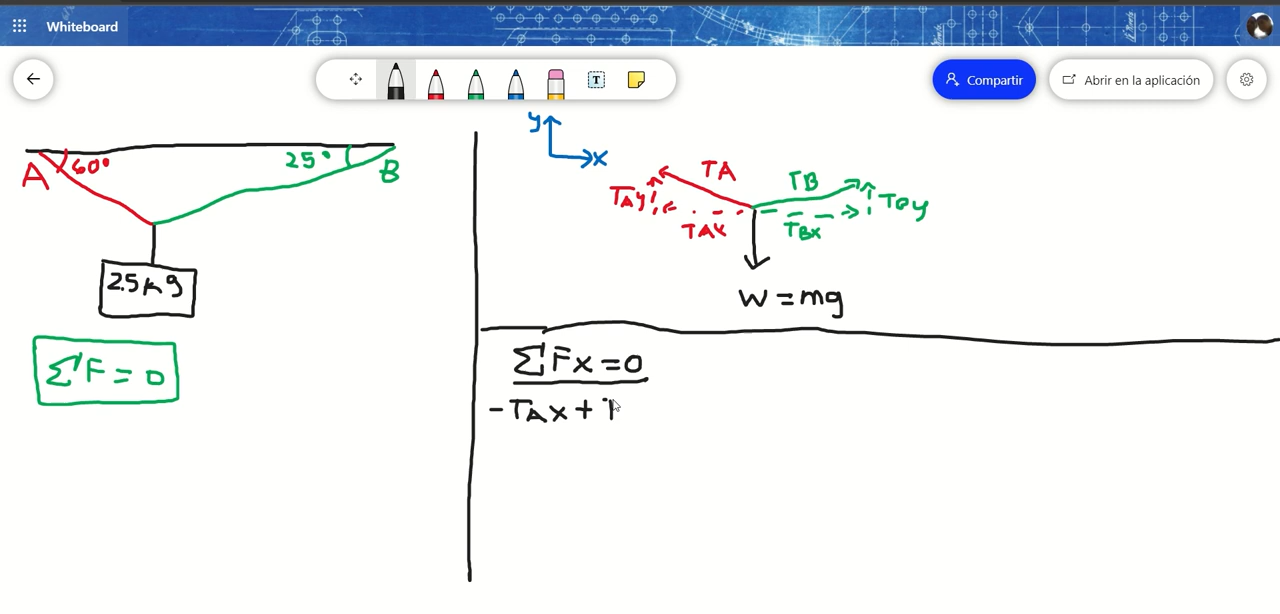 Whiteboard
T
Compartir
Abrir en la aplicación
A 60° 25° B
25kg
ΣF = 0
y
x
TA TB
TAy TBy
TAX TBX
W = mg
ΣFx = 0
- TAX + T